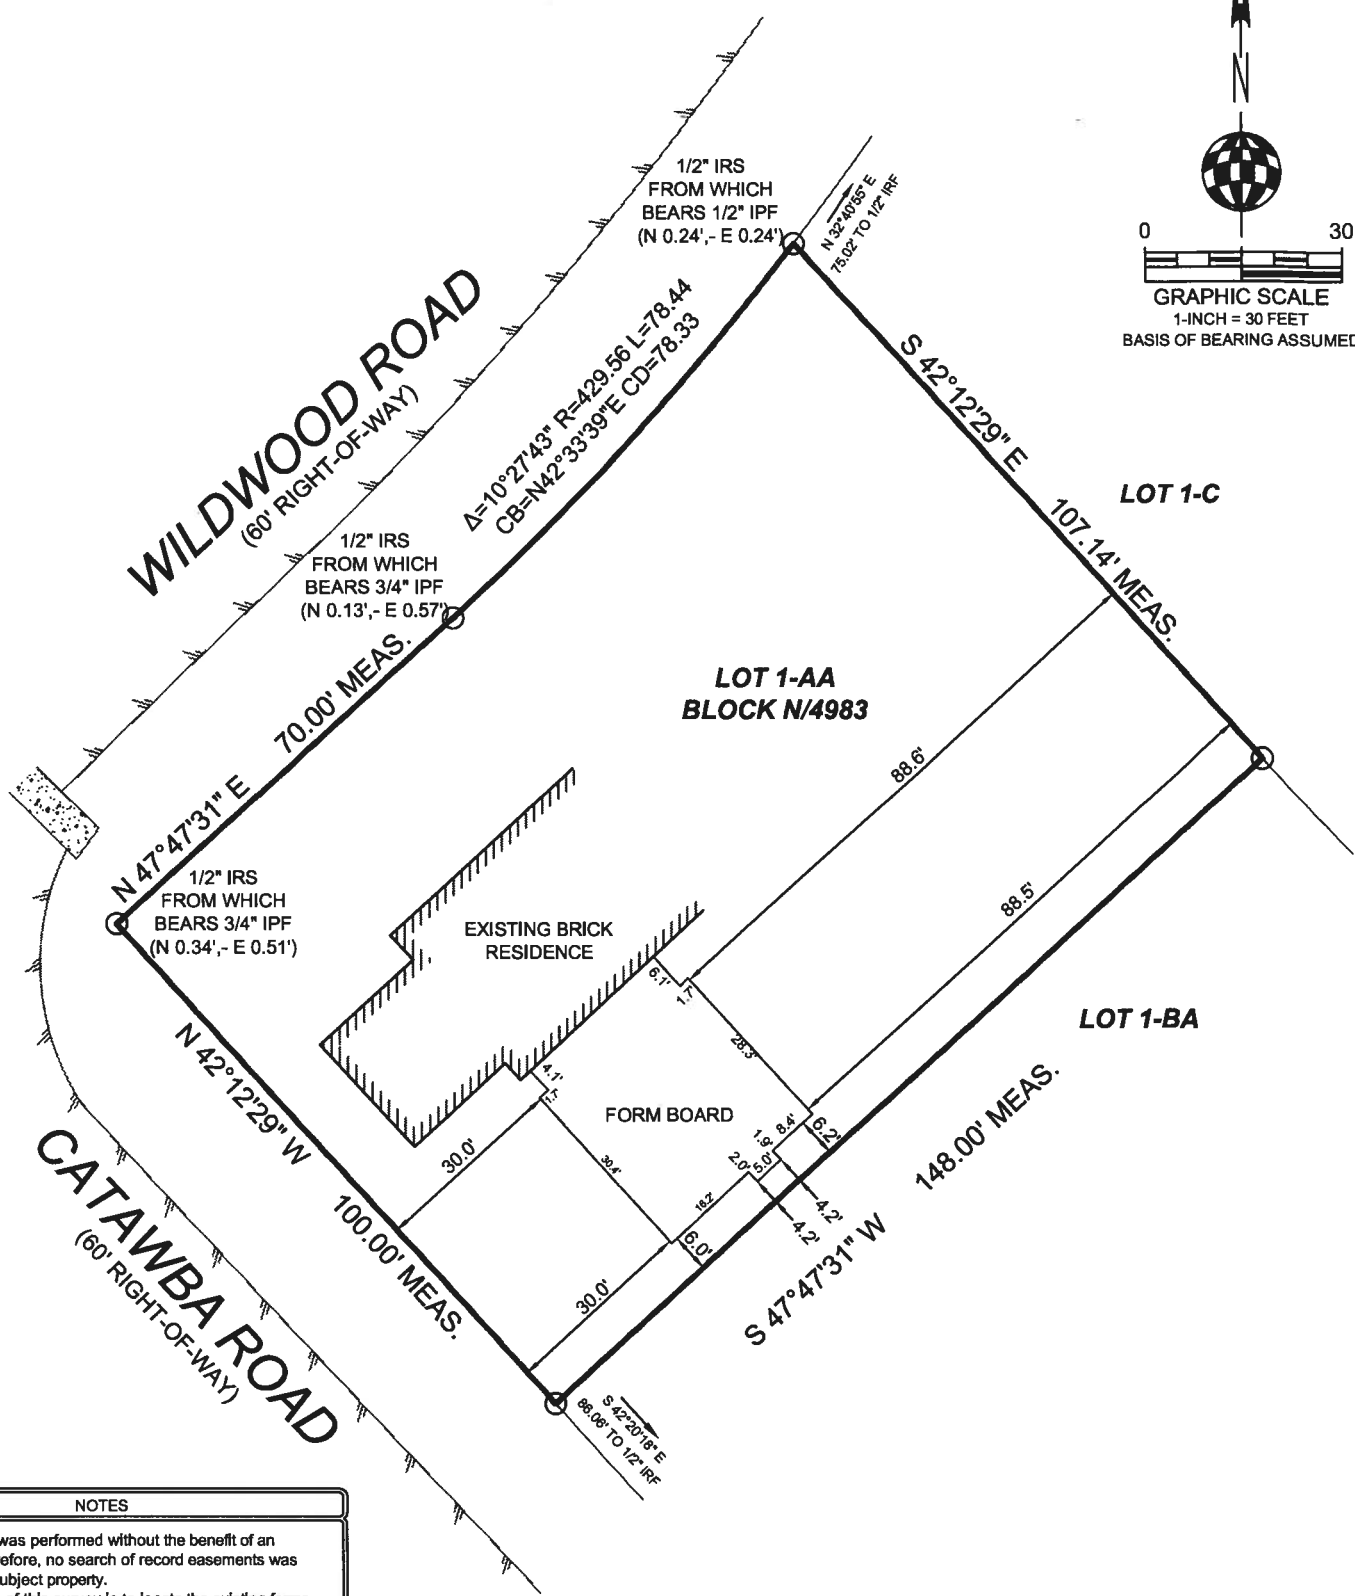 N
0 30
GRAPHIC SCALE
1-INCH = 30 FEET
BASIS OF BEARING ASSUMED
1/2" IRS
FROM WHICH
BEARS 1/2" IPF
(N 0.24',- E 0.24')
N 32°40'55" E
75.02' TO 1/2" IRF
WILDWOOD ROAD
(60' RIGHT-OF-WAY)
Δ=10°27'43" R=429.56 L=78.44
CB=N42°33'39"E CD=78.33
S 42°12'29" E
107.14' MEAS.
LOT 1-C
1/2" IRS
FROM WHICH
BEARS 3/4" IPF
(N 0.13',- E 0.57')
N 47°47'31" E
70.00' MEAS.
LOT 1-AA
BLOCK N/4983
88.6'
88.5'
1/2" IRS
FROM WHICH
BEARS 3/4" IPF
(N 0.34',- E 0.51')
EXISTING BRICK
RESIDENCE
6.1'
1.7'
28.3'
LOT 1-BA
4.1'
1.7'
FORM BOARD
30.4'
1.9'
8.4'
6.2'
2.0'
5.0'
16.2'
4.2'
4.2'
6.0'
30.0'
30.0'
N 42°12'29" W
100.00' MEAS.
148.00' MEAS.
S 47°47'31" W
CATAWBA ROAD
(60' RIGHT-OF-WAY)
S 42°20'18" E
86.06' TO 1/2" IRF
NOTES
was performed without the benefit of an
efore, no search of record easements was
ubject property.